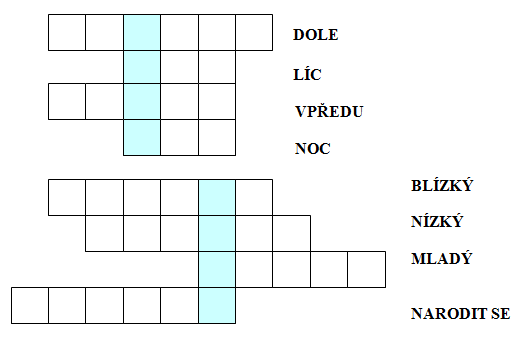 DOLE
LÍC
VPŘEDU
NOC
BLÍZKÝ
NÍZKÝ
MLADÝ
NARODIT SE